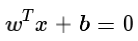 $w^T x + b = 0$